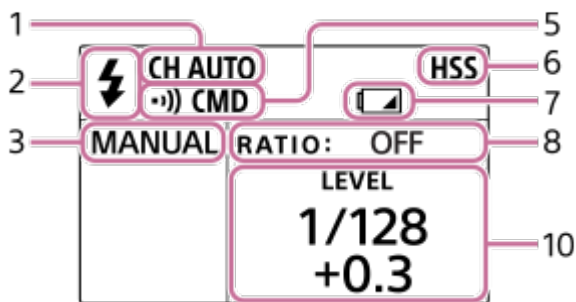 1
5
2
CH AUTO
HSS
6
•))) CMD
7
3
MANUAL
RATIO: OFF
8
LEVEL
1/128
+0.3
10